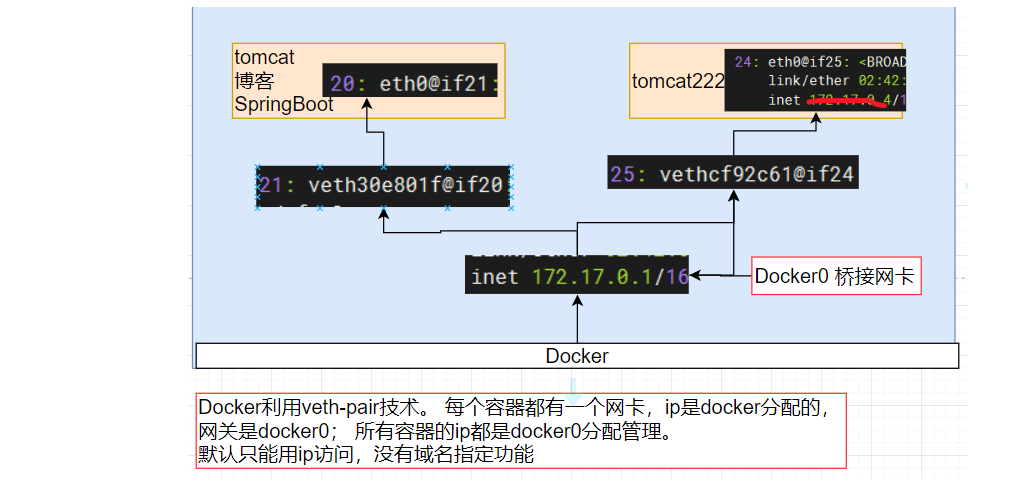 tomcat
博客
SpringBoot
20: eth0@if21:
tomcat222
24: eth0@if25: <BROAD
link/ether 02:42:
inet 172.17.0.4/1
21: veth30e801f@if20
25: vethcf92c61@if24
inet 172.17.0.1/16
Docker0 桥接网卡
Docker
Docker利用veth-pair技术。 每个容器都有一个网卡，ip是docker分配的，
网关是docker0； 所有容器的ip都是docker0分配管理。
默认只能用ip访问，没有域名指定功能